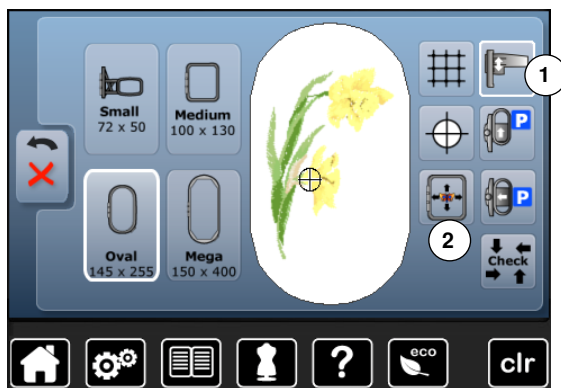 Small
72 x 50
Medium
100 x 130
Oval
145 x 255
Mega
150 x 400
1
P
P
2
Check
?
eco
clr